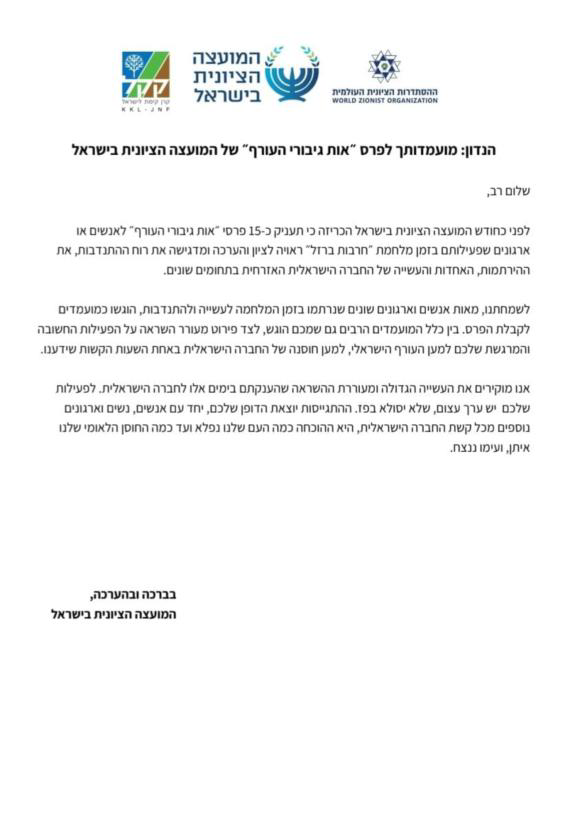 קק"ל
קרן קימת לישראל
KKL-JNF
המועצה
הציונית
בישראל
ההסתדרות הציונית העולמית
WORLD ZIONIST ORGANIZATION
הנדון: מועמדותך לפרס ״אות גיבורי העורף״ של המועצה הציונית בישראל
שלום רב,
לפני כחודש המועצה הציונית בישראל הכריזה כי תעניק כ-15 פרסי ״אות גיבורי העורף״ לאנשים או
ארגונים שפעילותם בזמן מלחמת ״חרבות ברזל״ ראויה לציון והערכה ומדגישה את רוח ההתנדבות, את
ההירתמות, האחדות והעשייה של החברה הישראלית האזרחית בתחומים שונים.
לשמחתנו, מאות אנשים וארגונים שונים שנרתמו בזמן המלחמה לעשייה ולהתנדבות, הוגשו כמועמדים
לקבלת הפרס. בין כלל המועמדים הרבים גם שמכם הוגש, לצד פירוט מעורר השראה על הפעילות החשובה
והמרגשת שלכם למען העורף הישראלי, למען חוסנה של החברה הישראלית באחת השעות הקשות שידענו.
אנו מוקירים את העשייה הגדולה ומעוררת ההשראה שהענקתם בימים אלו לחברה הישראלית. לפעילות
שלכם יש ערך עצום, שלא יסולא בפז. ההתגייסות יוצאת הדופן שלכם, יחד עם אנשים, נשים וארגונים
נוספים מכל קשת החברה הישראלית, היא ההוכחה כמה העם שלנו נפלא ועד כמה החוסן הלאומי שלנו
איתן, ועימו ננצח.
בברכה ובהערכה,
המועצה הציונית בישראל